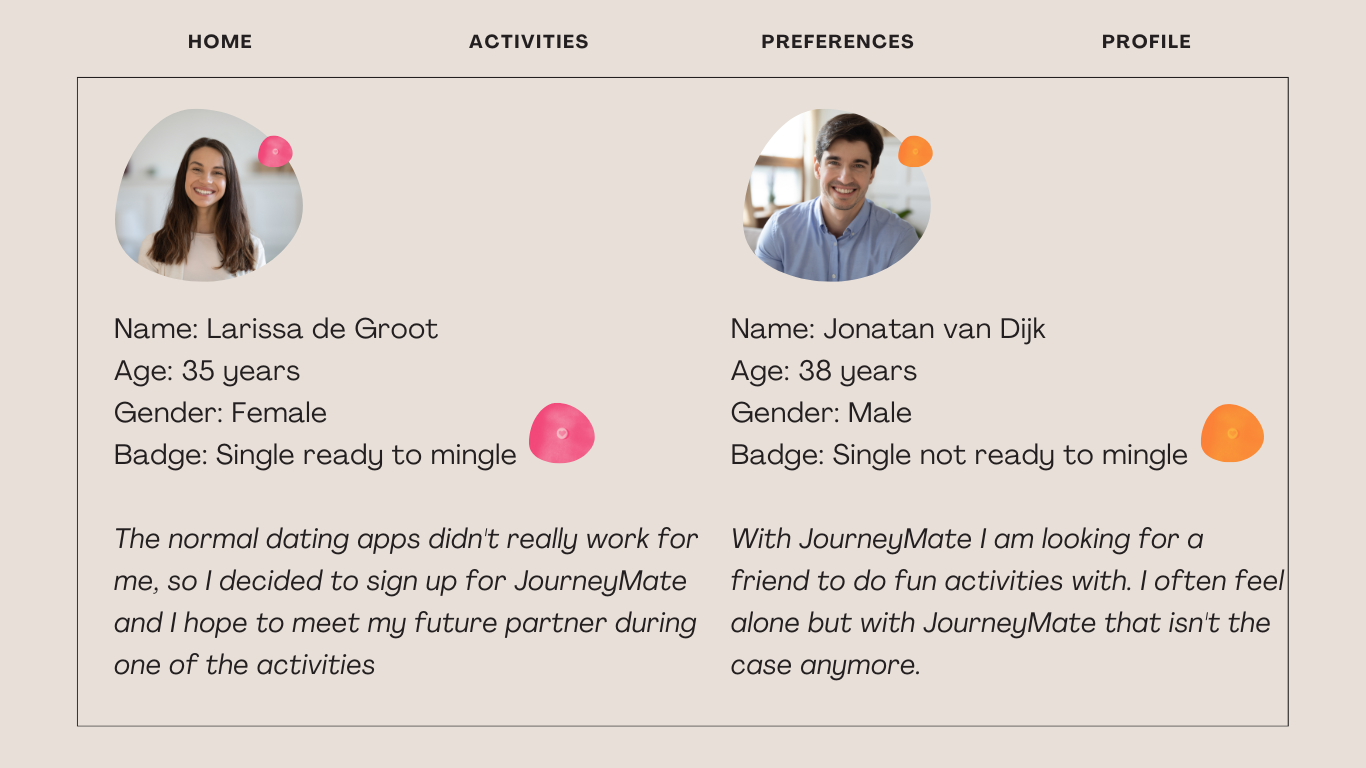 HOME
ACTIVITIES
PREFERENCES
PROFILE
Name: Larissa de Groot
Age: 35 years
Gender: Female
Badge: Single ready to mingle
The normal dating apps didn't really work for
me, so I decided to sign up for JourneyMate
and I hope to meet my future partner during
one of the activities
Name: Jonatan van Dijk
Age: 38 years
Gender: Male
Badge: Single not ready to mingle
With JourneyMate I am looking for a
friend to do fun activities with. I often feel
alone but with JourneyMate that isn't the
case anymore.